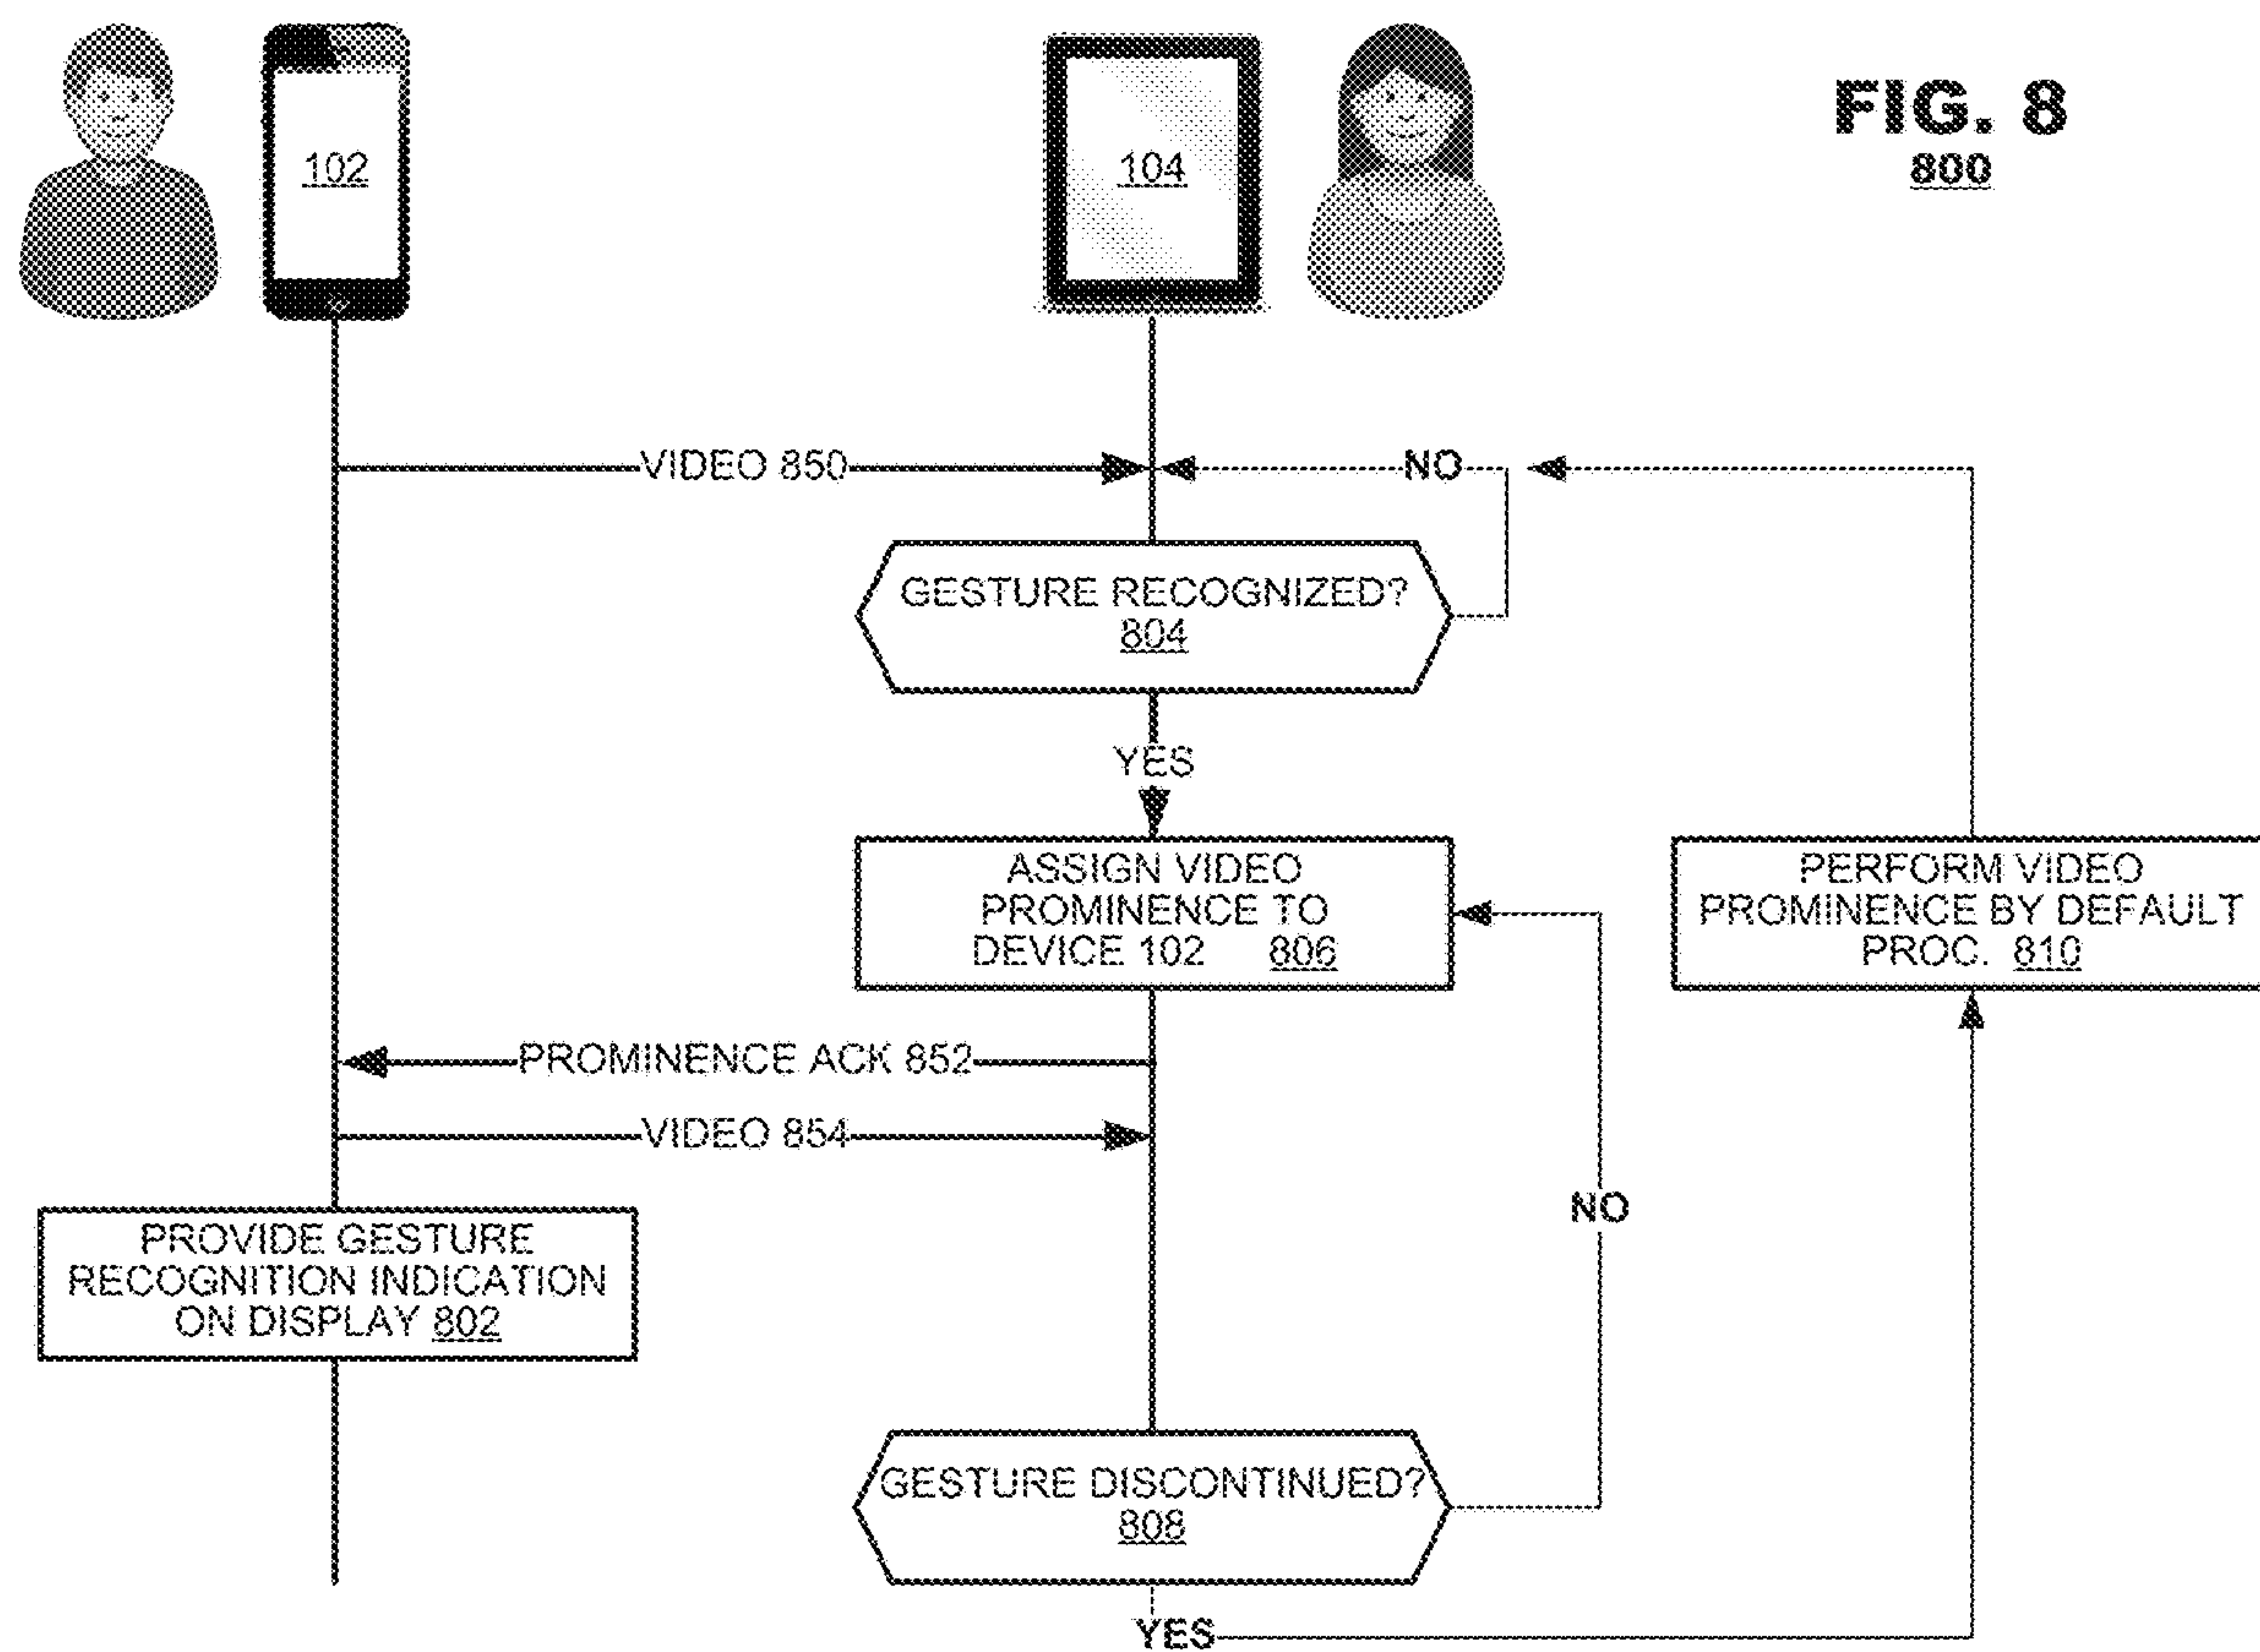 FIG. 8
800
102
104
VIDEO 850
NO
GESTURE RECOGNIZED?
804
YES
ASSIGN VIDEO
PROMINENCE TO
DEVICE 102 806
PERFORM VIDEO
PROMINENCE BY DEFAULT
PROC. 810
PROMINENCE ACK 852
VIDEO 854
NO
PROVIDE GESTURE
RECOGNITION INDICATION
ON DISPLAY 802
GESTURE DISCONTINUED?
808
YES